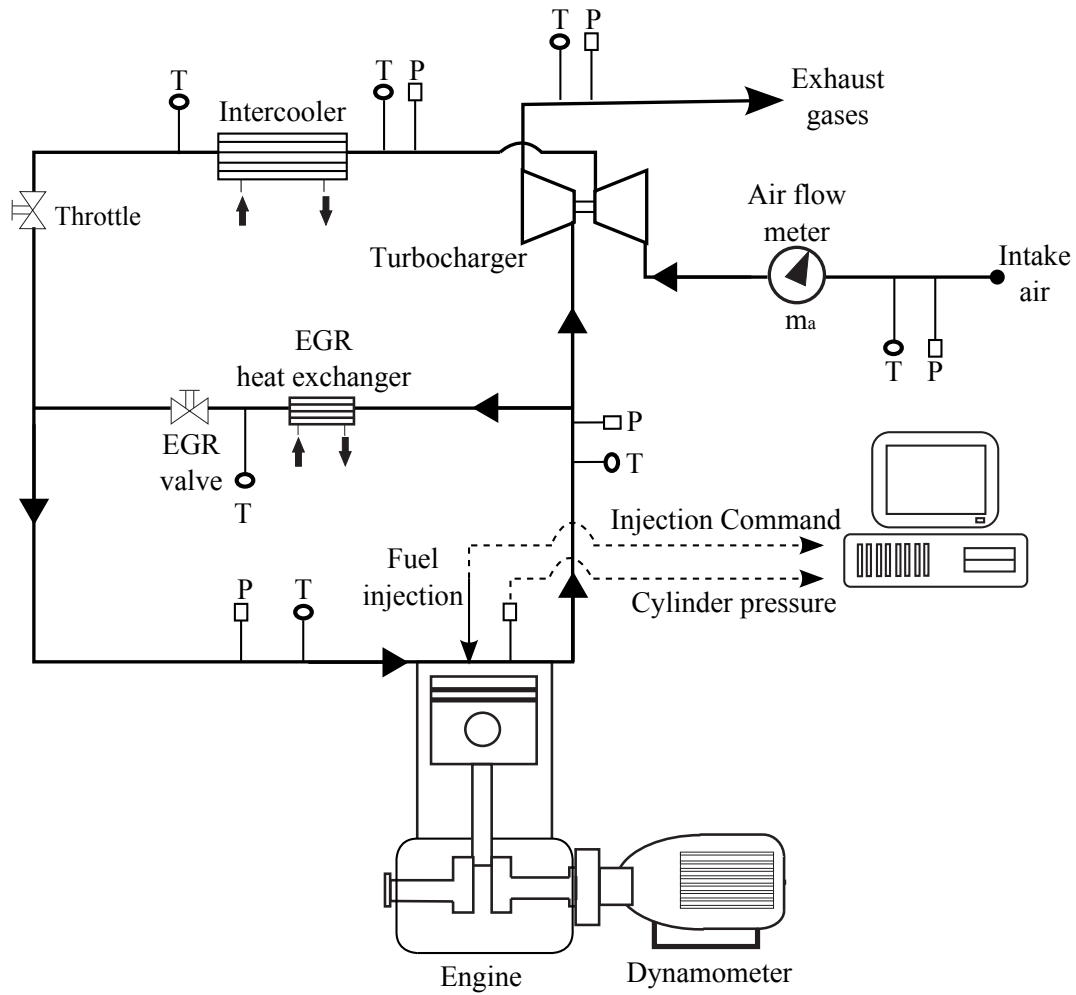 T P
T
T P
Intercooler
Exhaust
gases
Throttle
Air flow
meter
Turbocharger
Intake
air
ma
T P
EGR
heat exchanger
P
EGR
valve
T
T
Injection Command
Fuel
injection
Cylinder pressure
P T
Engine
Dynamometer